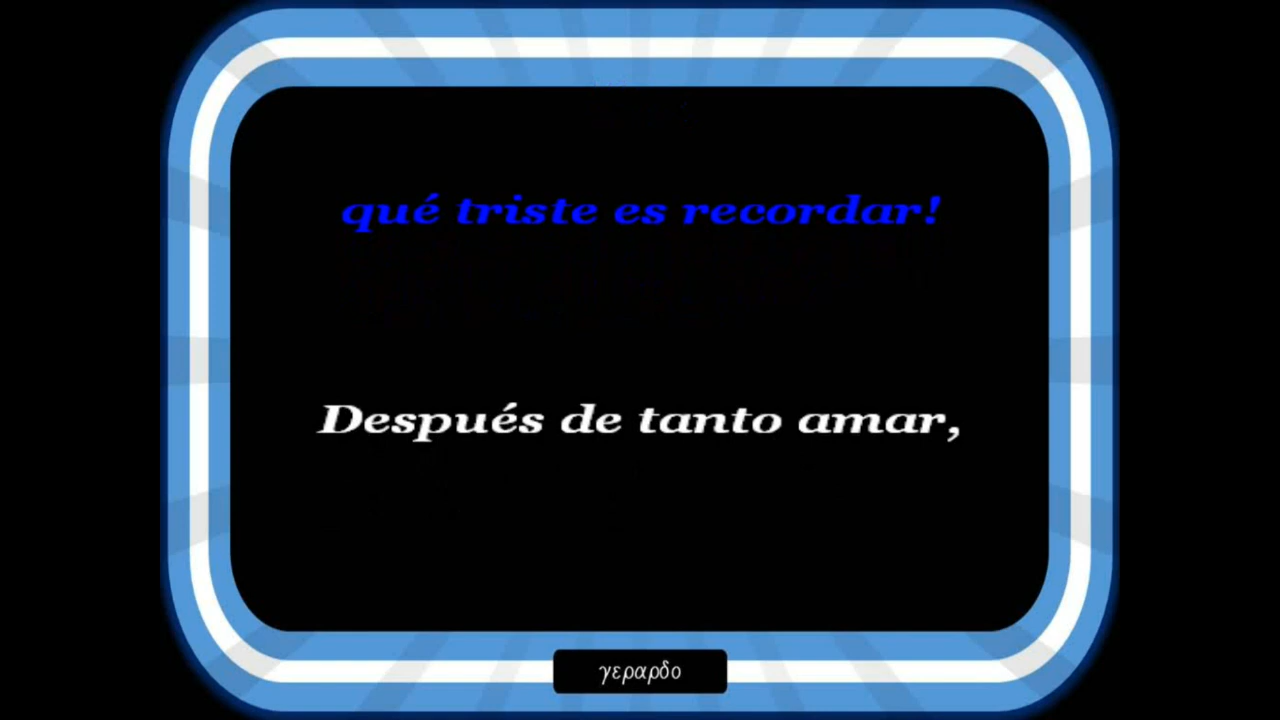 qué triste es recordar!
Después de tanto amar,
γεραρδο